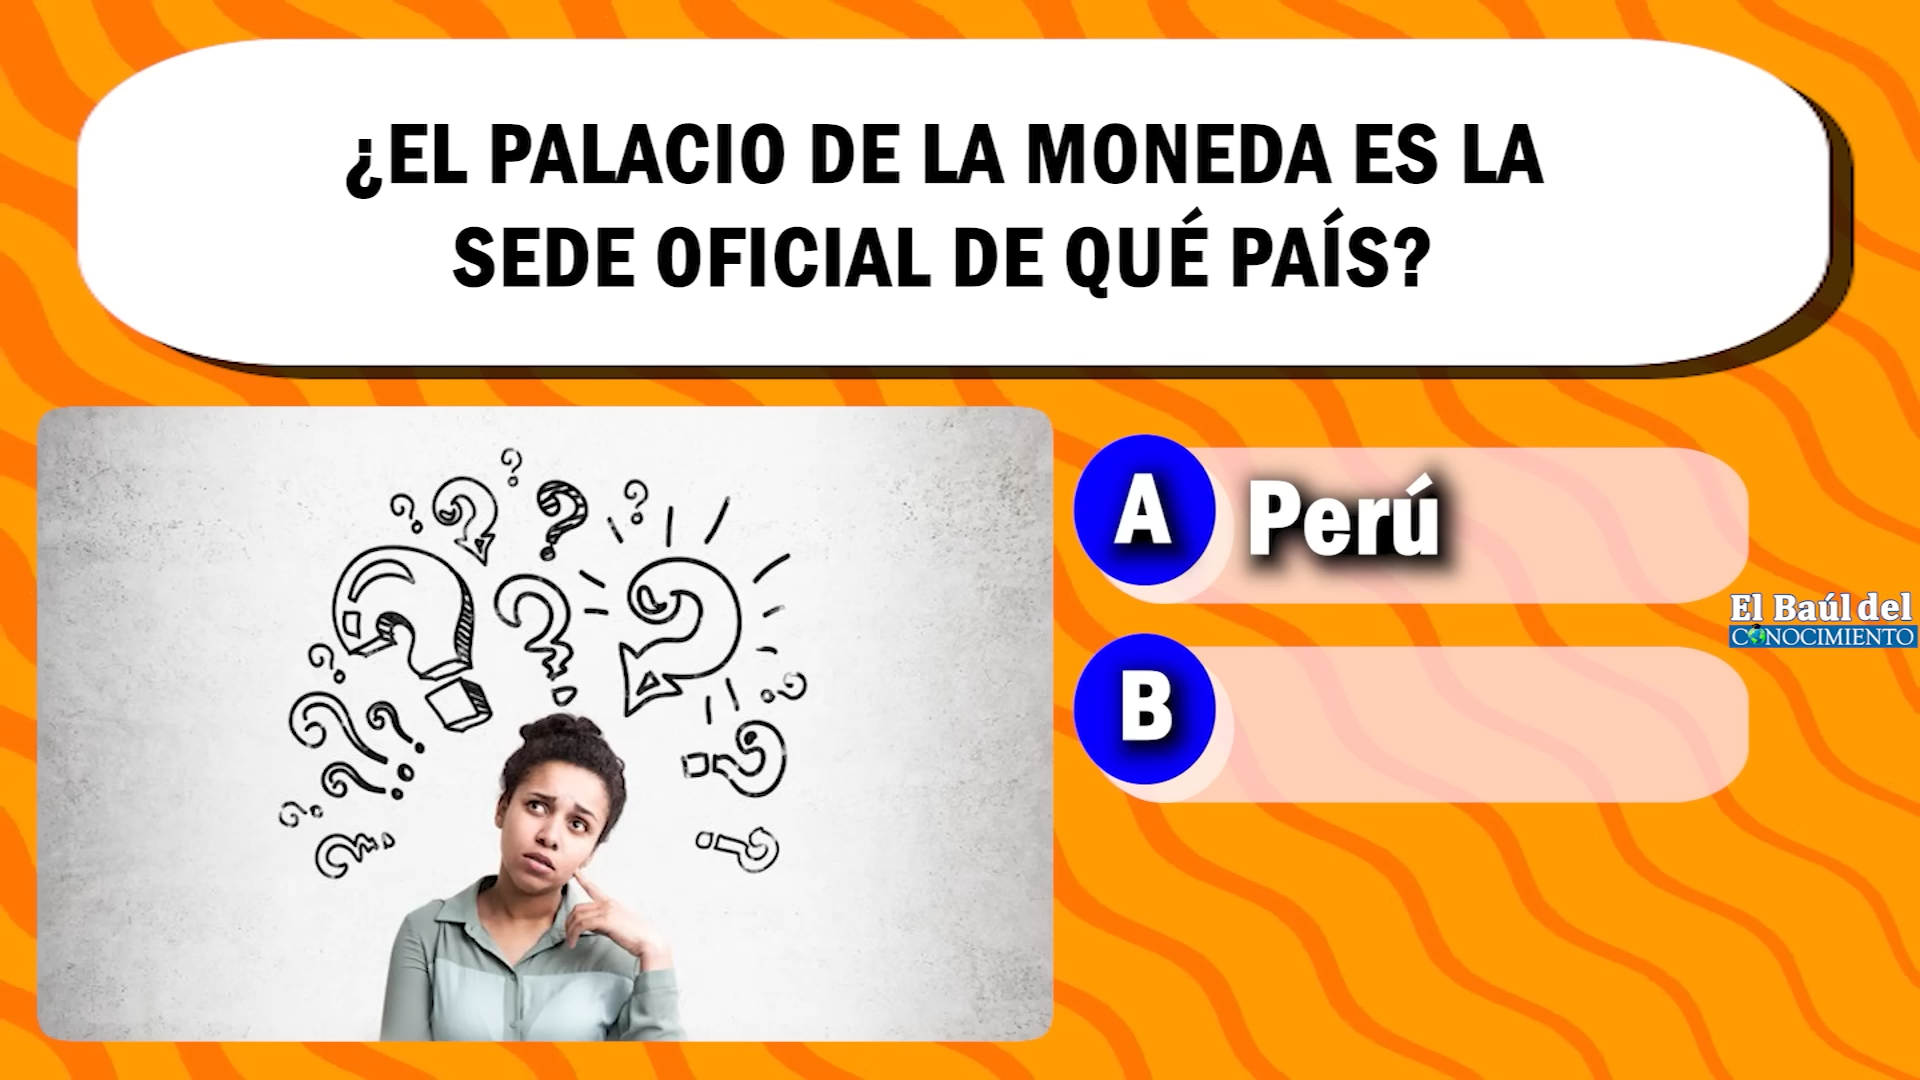 ¿EL PALACIO DE LA MONEDA ES LA
SEDE OFICIAL DE QUÉ PAÍS?
A Perú
B
El Baúl del
CONOCIMIENTO